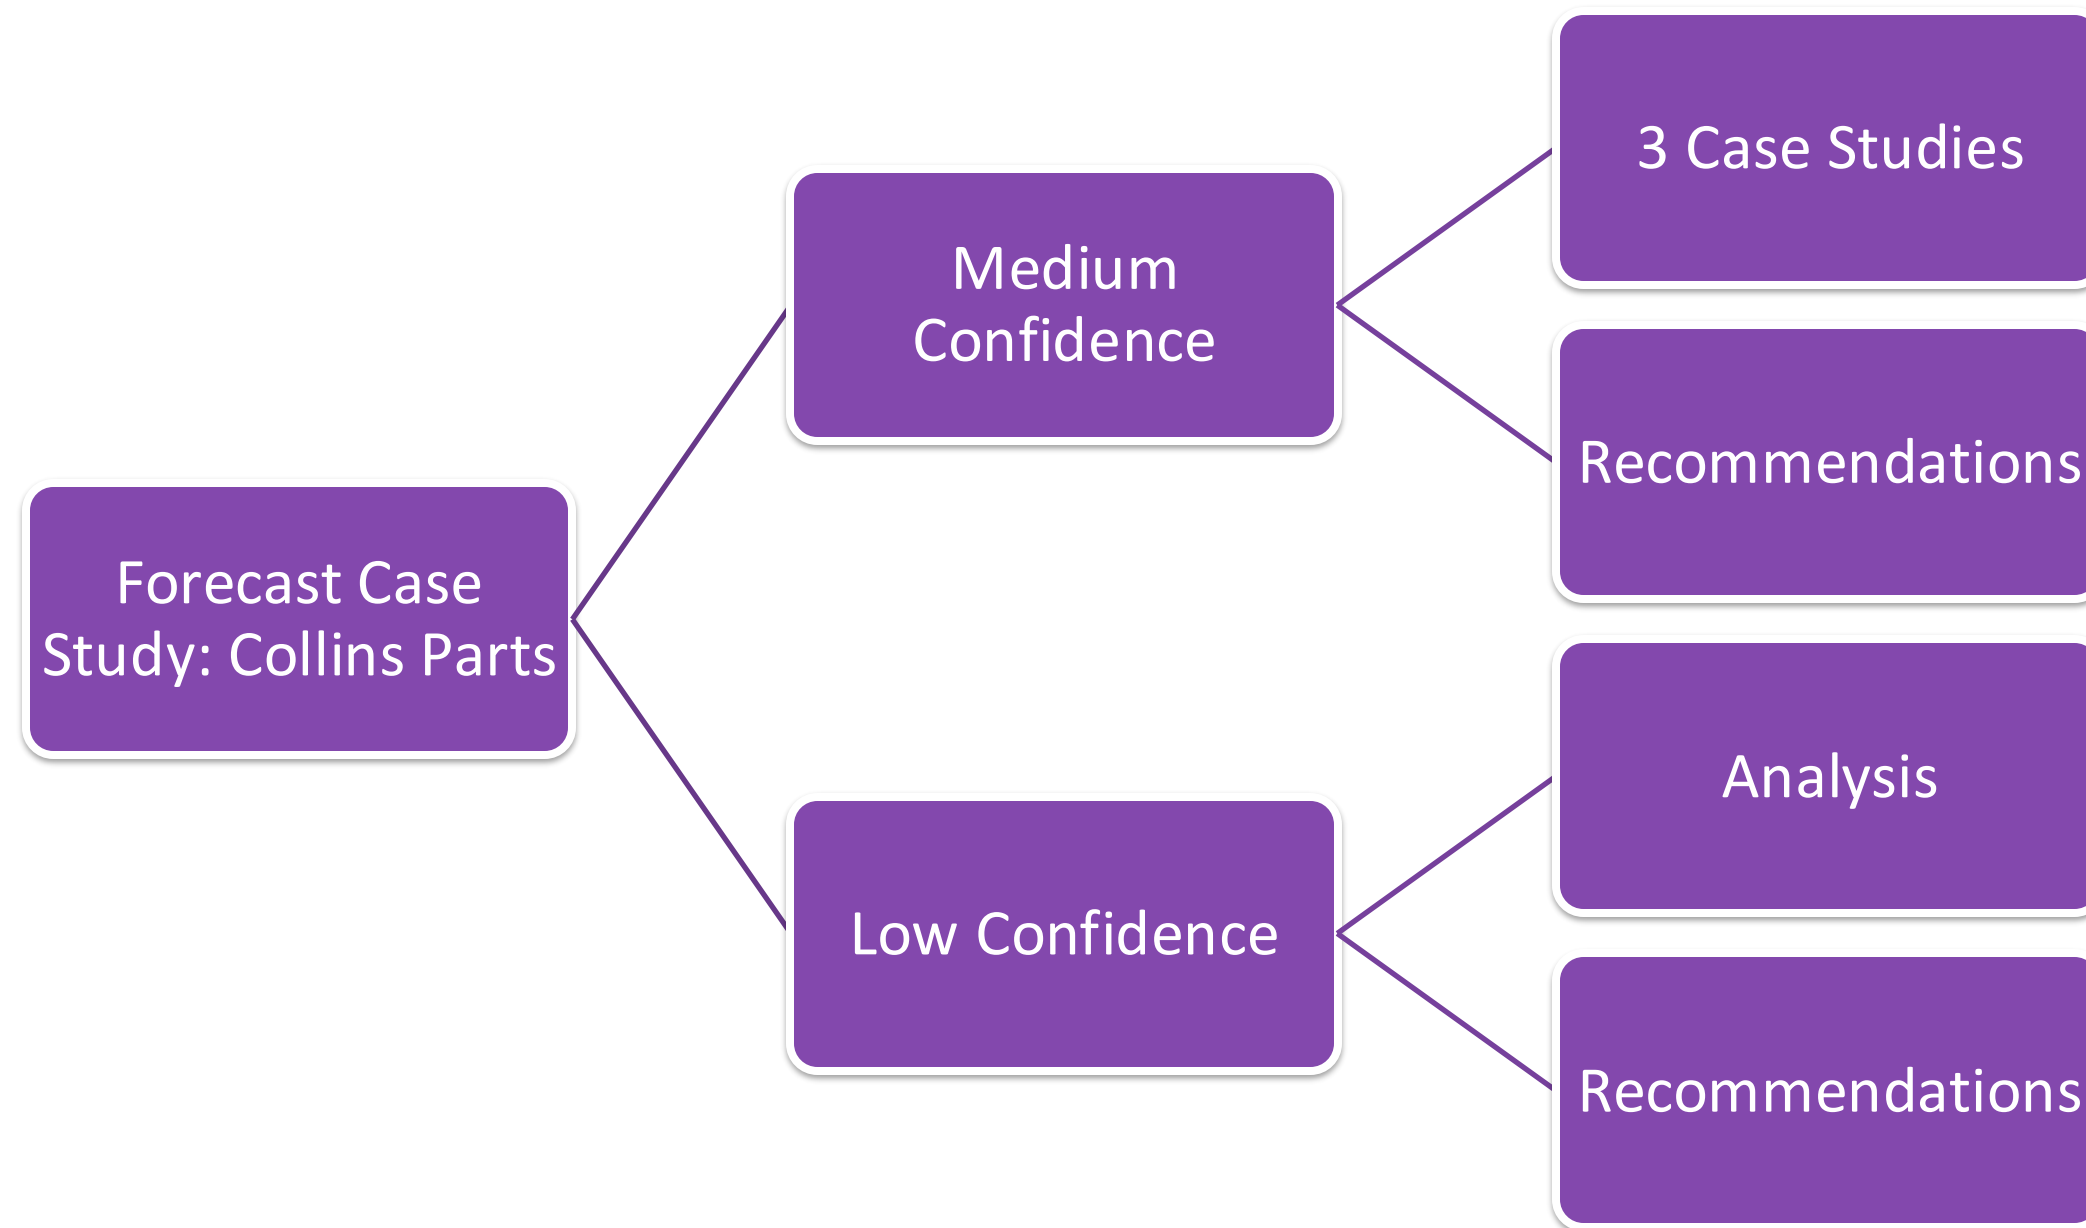 Forecast Case
Study: Collins Parts
Medium
Confidence
3 Case Studies
Recommendations
Low Confidence
Analysis
Recommendations